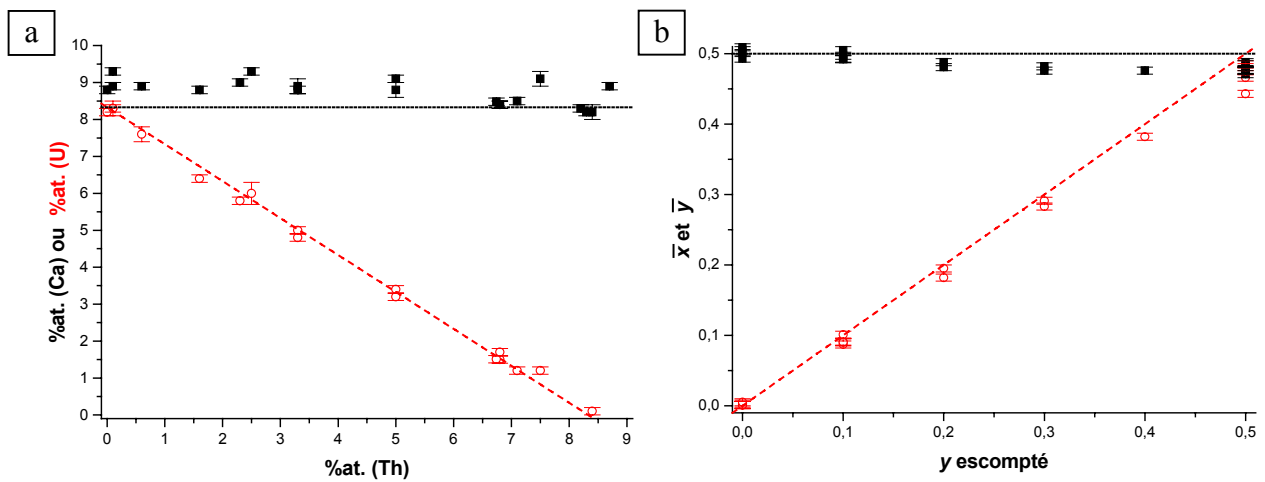 a
10
9
8
7
6
5
4
3
2
1
0
%at. (Ca) ou %at. (U)
0 1 2 3 4 5 6 7 8 9
%at. (Th)
b
0,5
0,4
0,3
0,2
0,1
0,0
x̅ et y̅
0,0 0,1 0,2 0,3 0,4 0,5
y escompté